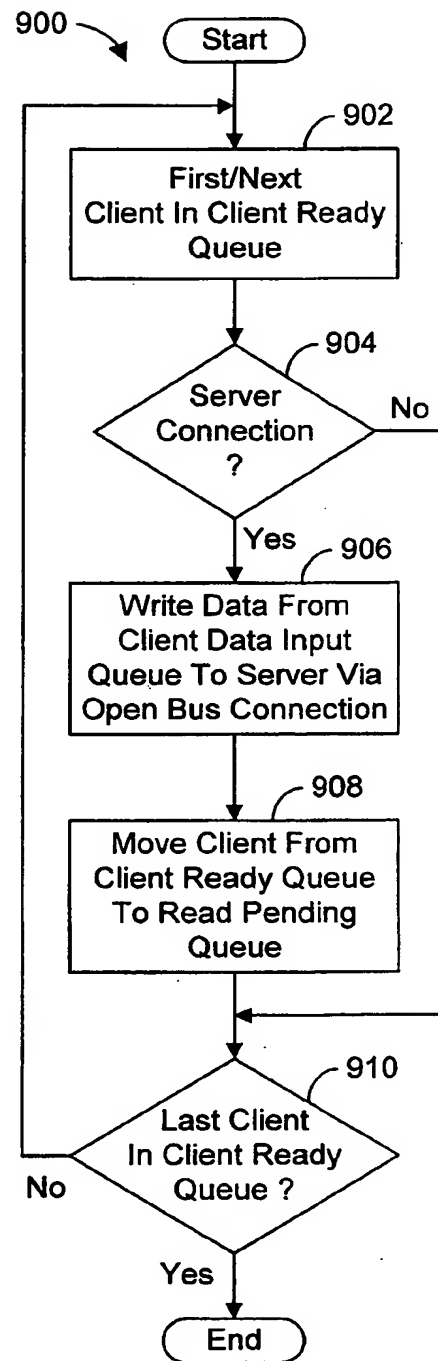 900
Start
902
First/Next
Client In Client Ready
Queue
904
Server
Connection
?
No
Yes
906
Write Data From
Client Data Input
Queue To Server Via
Open Bus Connection
908
Move Client From
Client Ready Queue
To Read Pending
Queue
910
Last Client
In Client Ready
Queue ?
No
Yes
End